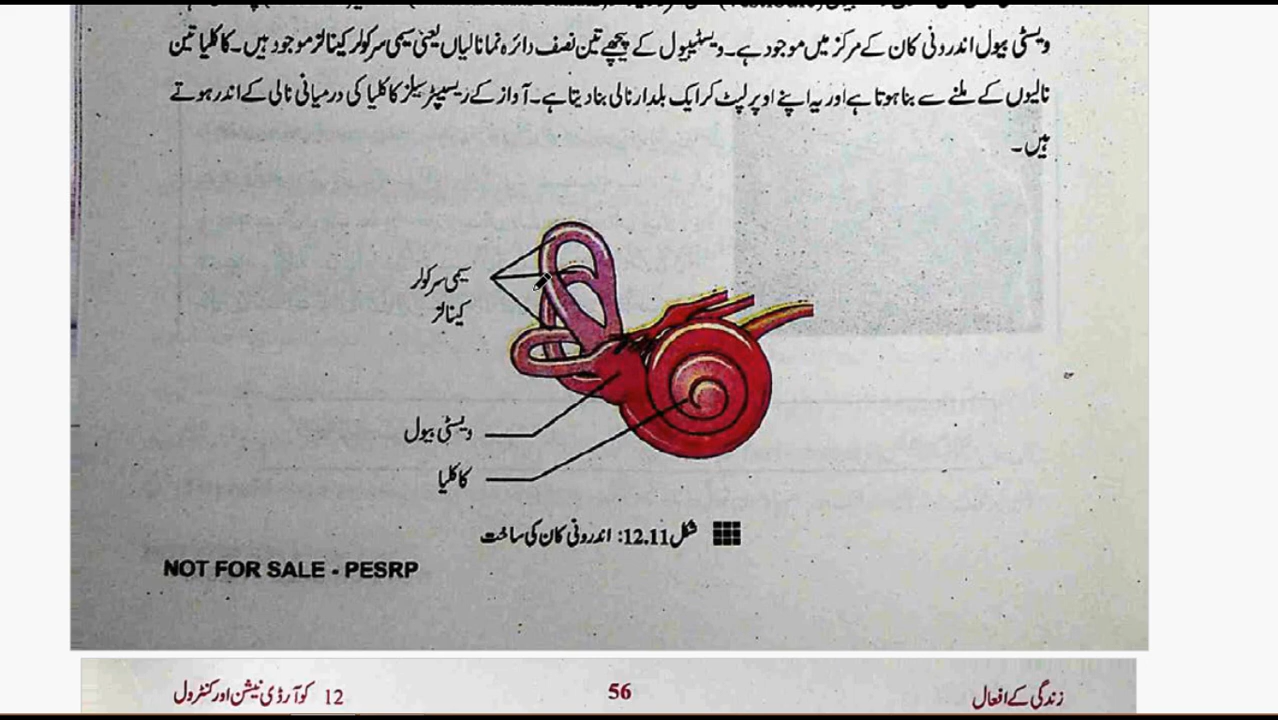 ویسٹی بیول اندرونی کان کے مرکز میں موجود ہے۔ ویسٹیبیول کے پیچھے تین نصف دائرہ نما نالیاں یعنی سیمی سرکولر کینالز موجود ہیں۔ کاکلیا تین
نالیوں کے ملنے سے بنا ہوتا ہے اور یہ اپنے اوپر لپٹ کر ایک بلدار نالی بنا دیتا ہے۔ آواز کے ریسیپٹر سیلز کاکلیا کی درمیانی نالی کے اندر ہوتے
ہیں۔
سیمی سرکولر
کینالز
ویسٹی بیول
کاکلیا
شکل 12.11: اندرونی کان کی ساخت
NOT FOR SALE - PESRP
زندگی کے افعال 56 12 کوآرڈی نیشن اور کنٹرول